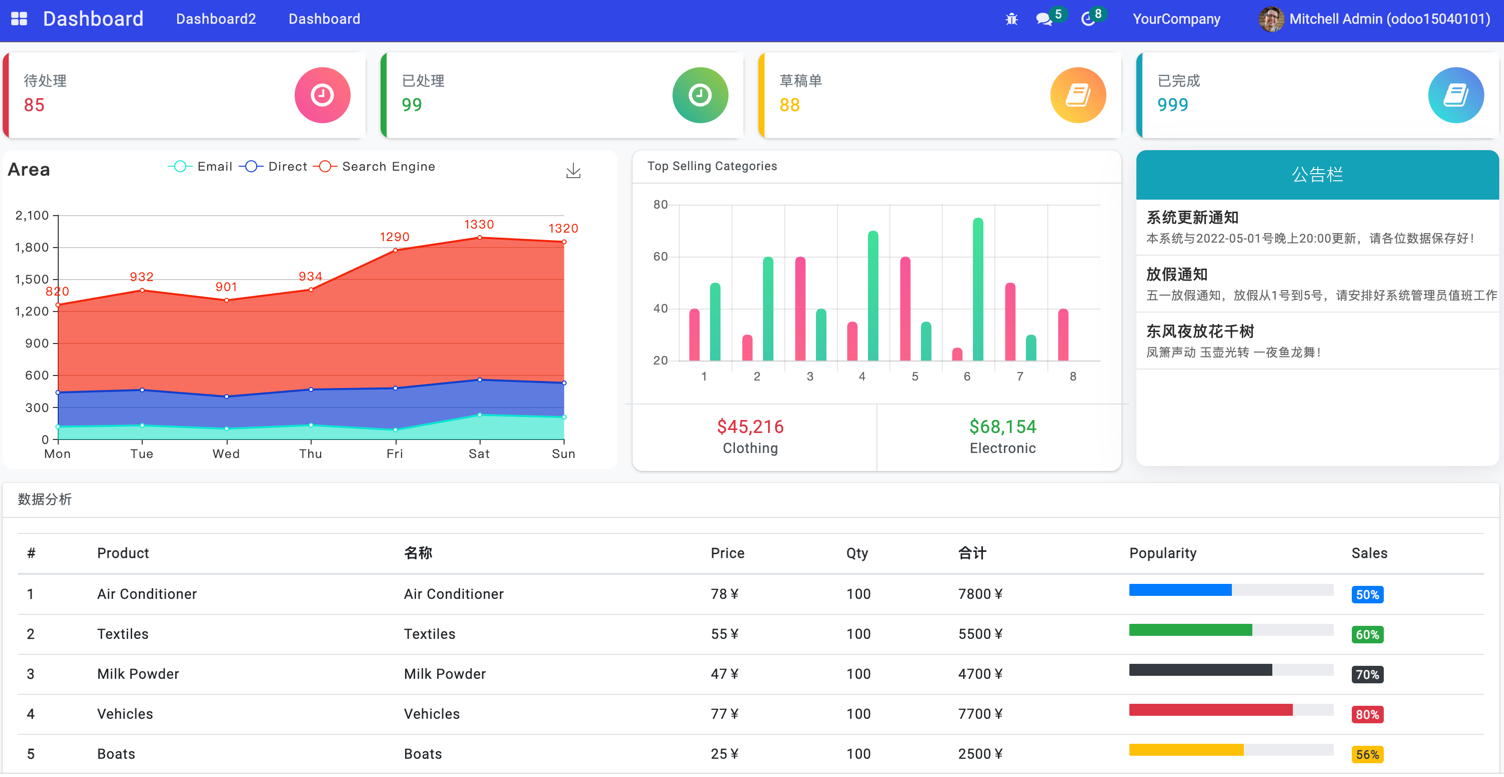 Dashboard Dashboard2 Dashboard 5 8 YourCompany Mitchell Admin (odoo15040101)
待处理
85
已处理
99
草稿单
88
已完成
999
Area
Email Direct Search Engine
2,100
1,800
1,500
1,200
900
600
300
0
820 932 901 934 1290 1330 1320
Mon Tue Wed Thu Fri Sat Sun
Top Selling Categories
80
60
40
20
1 2 3 4 5 6 7 8
$45,216
Clothing
$68,154
Electronic
公告栏
系统更新通知
本系统与2022-05-01号晚上20:00更新，请各位数据保存好！
放假通知
五一放假通知，放假从1号到5号，请安排好系统管理员值班工作
东风夜放花千树
凤箫声动 玉壶光转 一夜鱼龙舞！
数据分析
# Product 名称 Price Qty 合计 Popularity Sales
1 Air Conditioner Air Conditioner 78 ¥ 100 7800 ¥ 50%
2 Textiles Textiles 55 ¥ 100 5500 ¥ 60%
3 Milk Powder Milk Powder 47 ¥ 100 4700 ¥ 70%
4 Vehicles Vehicles 77 ¥ 100 7700 ¥ 80%
5 Boats Boats 25 ¥ 100 2500 ¥ 56%